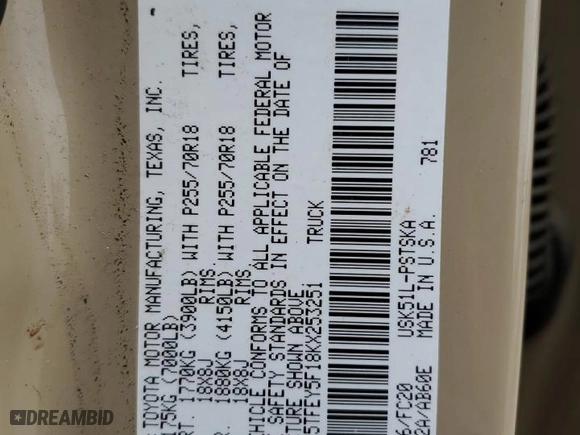 TOYOTA MOTOR MANUFACTURING, TEXAS, INC.
175KG (7000LB)
RT. 1770KG (3900LB) WITH P255/70R18 TIRES,
18X8J RIMS
R. 1880KG (4150LB) WITH P255/70R18 TIRES,
18X8J RIMS
EHICLE CONFORMS TO ALL APPLICABLE FEDERAL MOTOR
SAFETY STANDARDS IN EFFECT ON THE DATE OF
TURE SHOWN ABOVE
5TFEY5F18KX253251 TRUCK
6/FC20 USK51L-PSTSKA
2A/AB60E MADE IN U.S.A. 781
DREAMBID